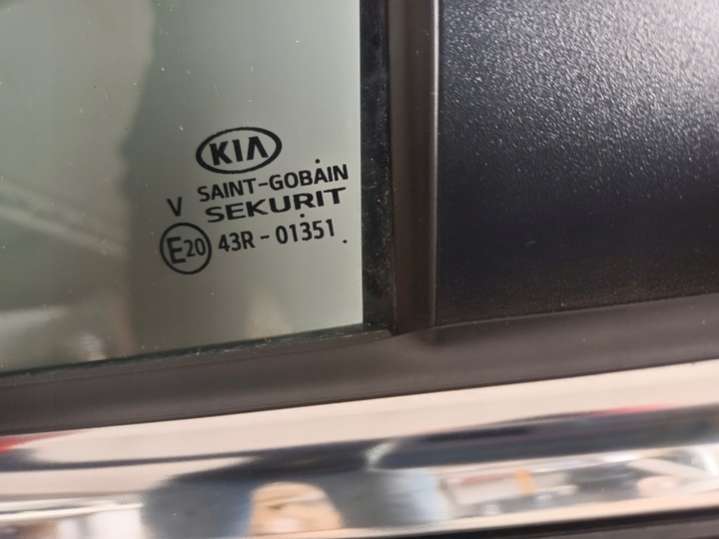 KIA
SAINT-GOBAIN
V SEKURIT
E20 43R-01351